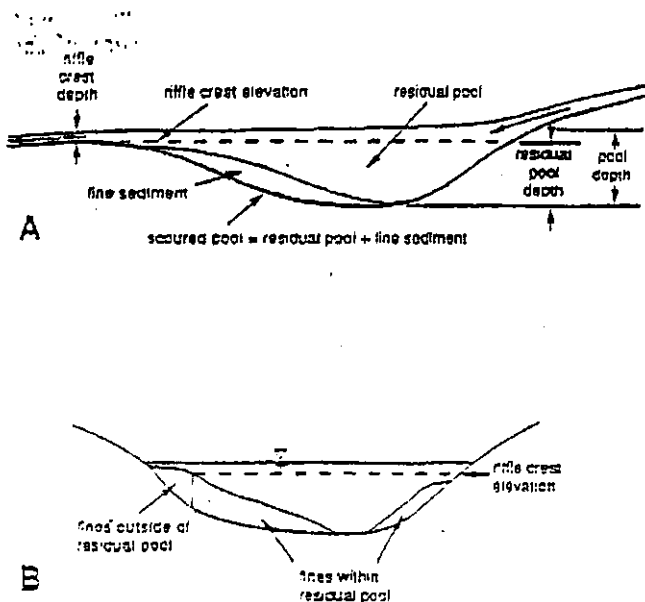 riffle
crest
depth
riffle crest elevation
residual pool
residual
pool
depth
pool
depth
fine sediment
scoured pool = residual pool + fine sediment
A
riffle crest
elevation
fines outside of
residual pool
fines within
residual pool
B